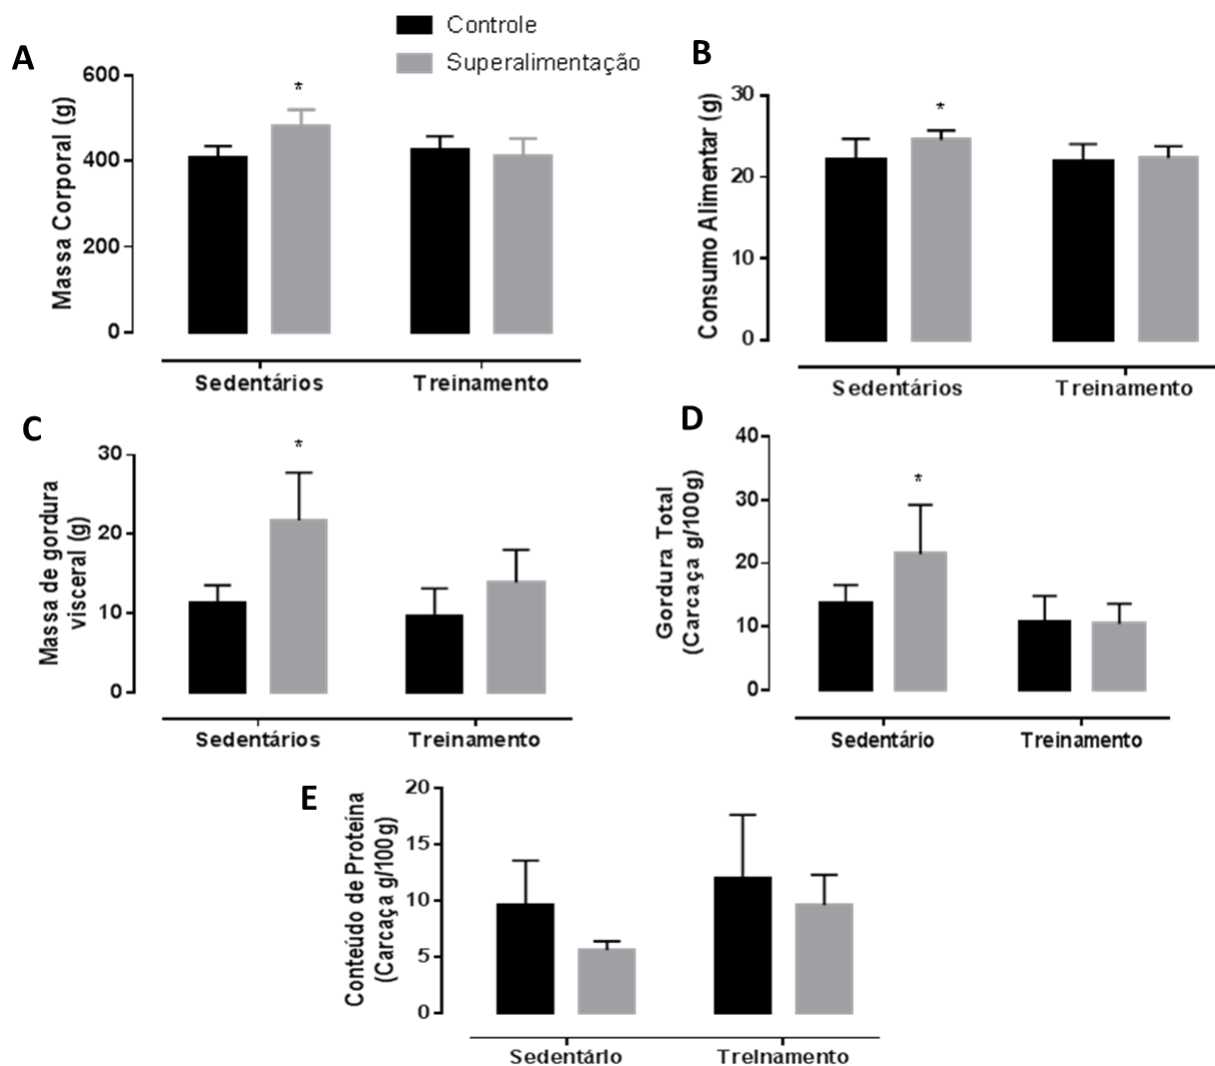 Controle
Superalimentação
A
Massa Corporal (g)
600
400
200
0
*
Sedentários
Treinamento
B
Consumo Alimentar (g)
30
20
10
0
*
Sedentários
Treinamento
C
Massa de gordura
visceral (g)
30
20
10
0
*
Sedentários
Treinamento
D
Gordura Total
(Carcaça g/100g)
40
30
20
10
0
*
Sedentário
Treinamento
E
Conteúdo de Proteína
(Carcaça g/100g)
20
15
10
5
0
Sedentário
Treinamento